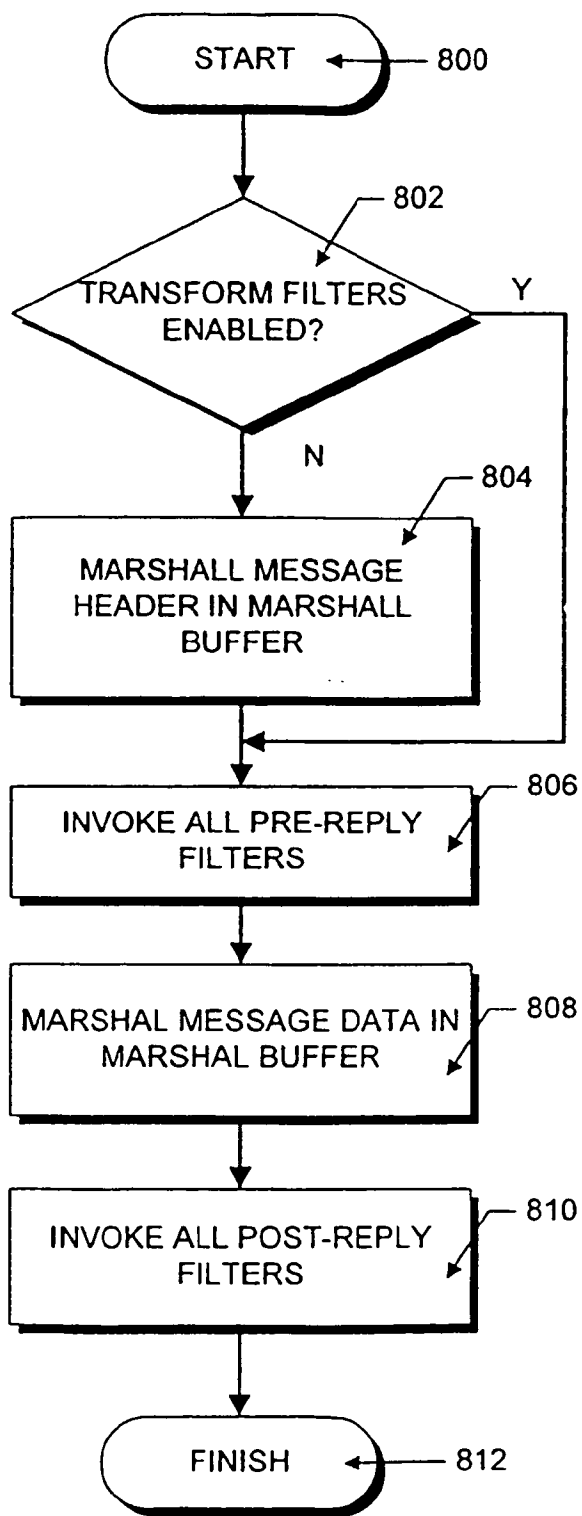 START
800
802
TRANSFORM FILTERS
ENABLED?
Y
N
804
MARSHALL MESSAGE
HEADER IN MARSHALL
BUFFER
806
INVOKE ALL PRE-REPLY
FILTERS
MARSHAL MESSAGE DATA IN
MARSHAL BUFFER
808
INVOKE ALL POST-REPLY
FILTERS
810
FINISH
812